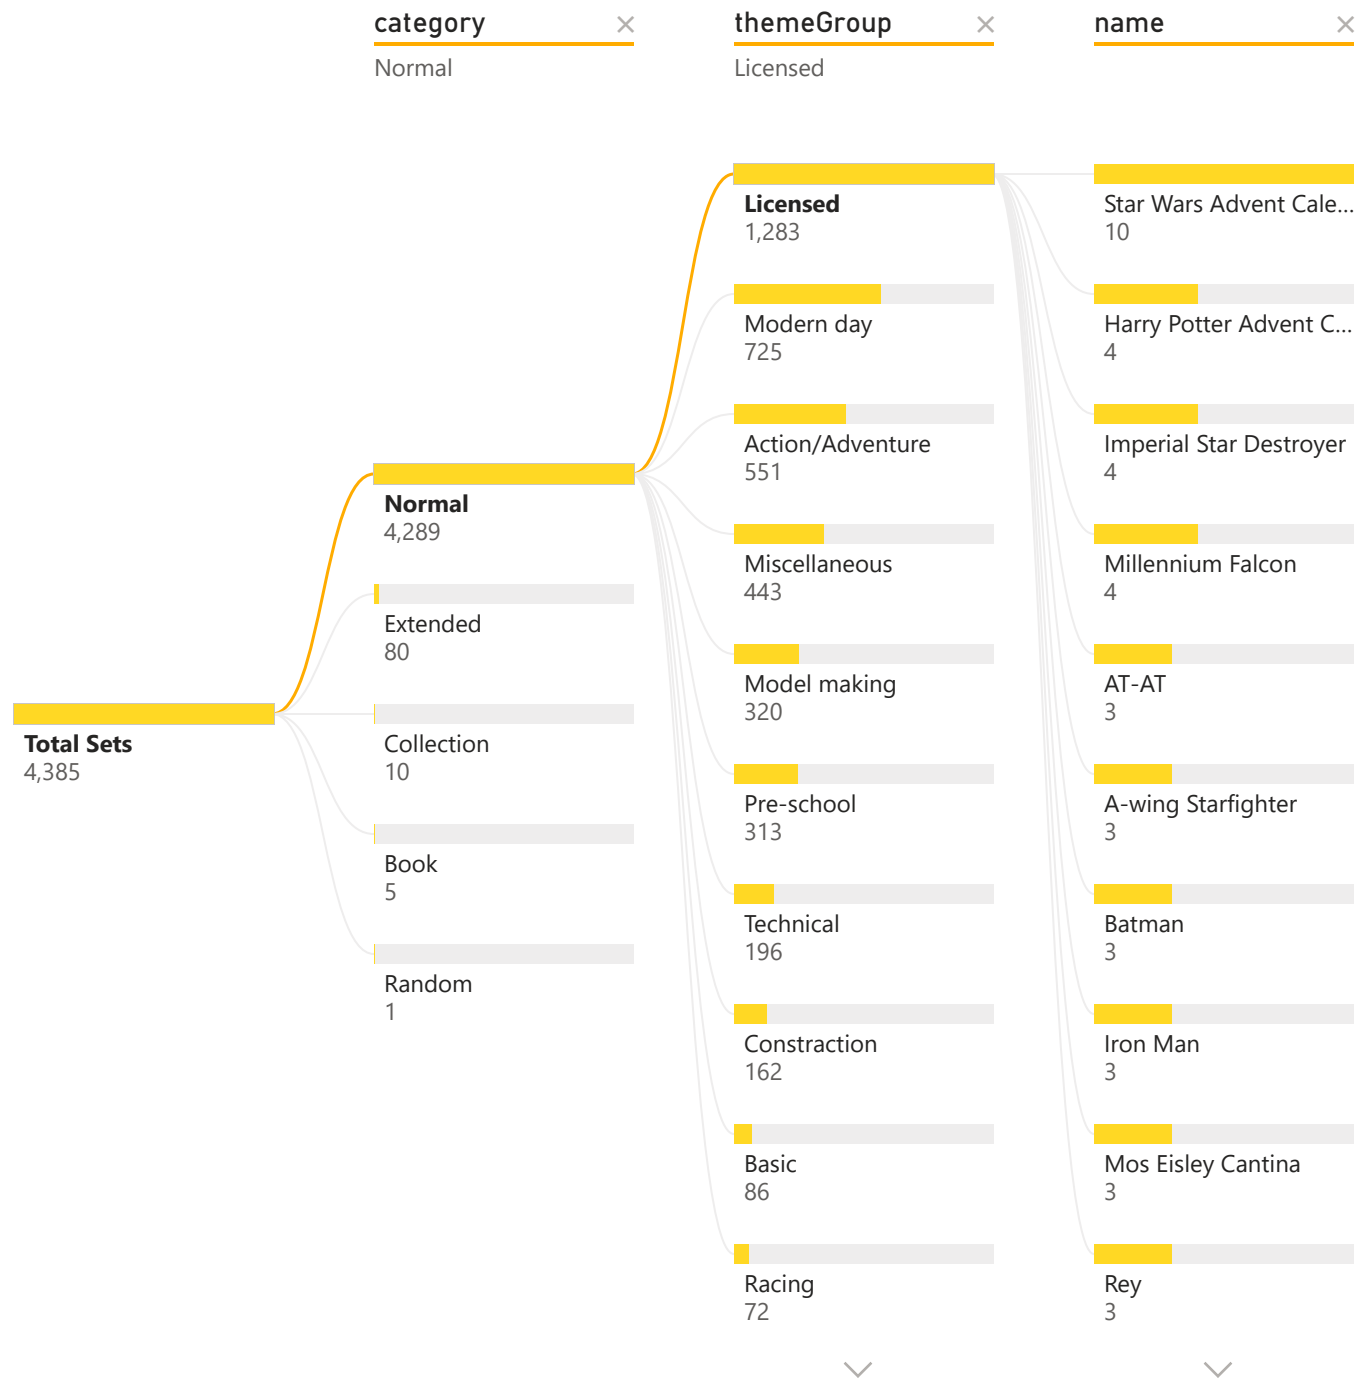 category
Normal
themeGroup
Licensed
name
Total Sets
4,385
Normal
4,289
Extended
80
Collection
10
Book
5
Random
1
Licensed
1,283
Modern day
725
Action/Adventure
551
Miscellaneous
443
Model making
320
Pre-school
313
Technical
196
Constraction
162
Basic
86
Racing
72
Star Wars Advent Cale...
10
Harry Potter Advent C...
4
Imperial Star Destroyer
4
Millennium Falcon
4
AT-AT
3
A-wing Starfighter
3
Batman
3
Iron Man
3
Mos Eisley Cantina
3
Rey
3